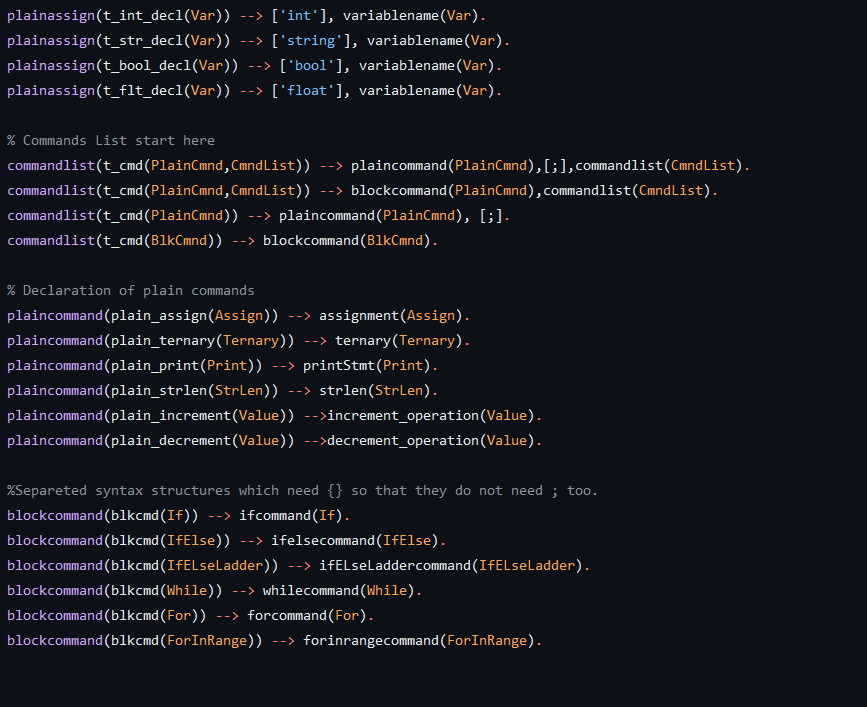 plainassign(t_int_decl(Var)) --> ['int'], variablename(Var).
plainassign(t_str_decl(Var)) --> ['string'], variablename(Var).
plainassign(t_bool_decl(Var)) --> ['bool'], variablename(Var).
plainassign(t_flt_decl(Var)) --> ['float'], variablename(Var).
% Commands List start here
commandlist(t_cmd(PlainCmnd,CmndList)) --> plaincommand(PlainCmnd),[;],commandlist(CmndList).
commandlist(t_cmd(PlainCmnd,CmndList)) --> blockcommand(PlainCmnd),commandlist(CmndList).
commandlist(t_cmd(PlainCmnd)) --> plaincommand(PlainCmnd), [;].
commandlist(t_cmd(BlkCmnd)) --> blockcommand(BlkCmnd).
% Declaration of plain commands
plaincommand(plain_assign(Assign)) --> assignment(Assign).
plaincommand(plain_ternary(Ternary)) --> ternary(Ternary).
plaincommand(plain_print(Print)) --> printStmt(Print).
plaincommand(plain_strlen(StrLen)) --> strlen(StrLen).
plaincommand(plain_increment(Value)) -->increment_operation(Value).
plaincommand(plain_decrement(Value)) -->decrement_operation(Value).
%Separeted syntax structures which need {} so that they do not need ; too.
blockcommand(blkcmd(If)) --> ifcommand(If).
blockcommand(blkcmd(IfElse)) --> ifelsecommand(IfElse).
blockcommand(blkcmd(IfELseLadder)) --> ifELseLaddercommand(IfELseLadder).
blockcommand(blkcmd(While)) --> whilecommand(While).
blockcommand(blkcmd(For)) --> forcommand(For).
blockcommand(blkcmd(ForInRange)) --> forinrangecommand(ForInRange).